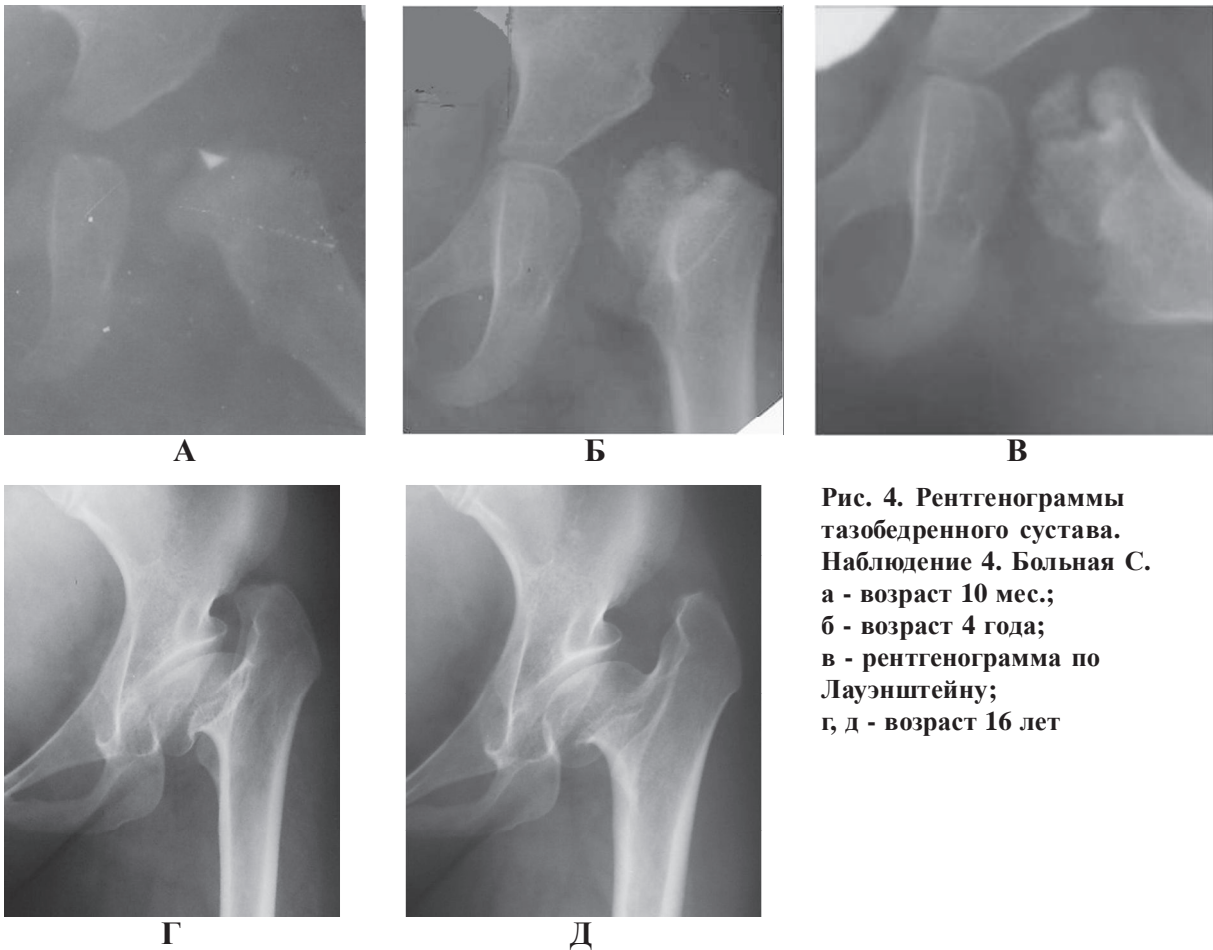 А
Б
В
Г
Д
Рис. 4. Рентгенограммы
тазобедренного сустава.
Наблюдение 4. Больная С.
а - возраст 10 мес.;
б - возраст 4 года;
в - рентгенограмма по
Лауэнштейну;
г, д - возраст 16 лет